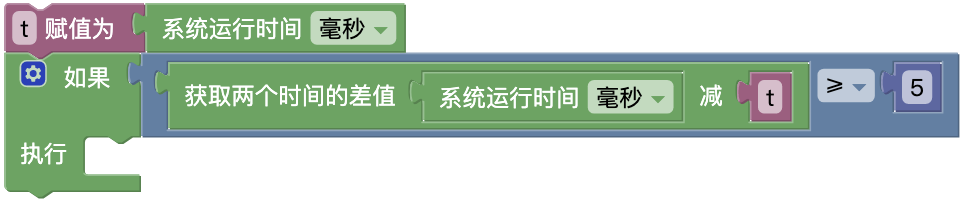 t 赋值为 系统运行时间 毫秒
如果 获取两个时间的差值 系统运行时间 毫秒 减 t ≥ 5
执行